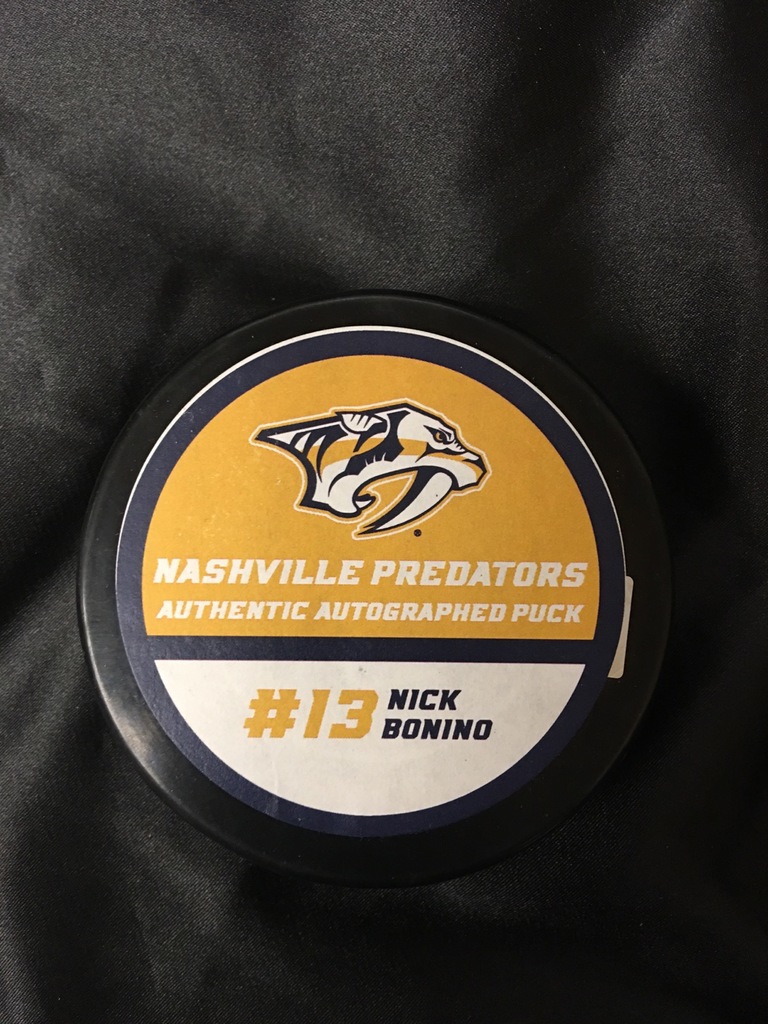 NASHVILLE PREDATORS
AUTHENTIC AUTOGRAPHED PUCK
#13 NICK
BONINO